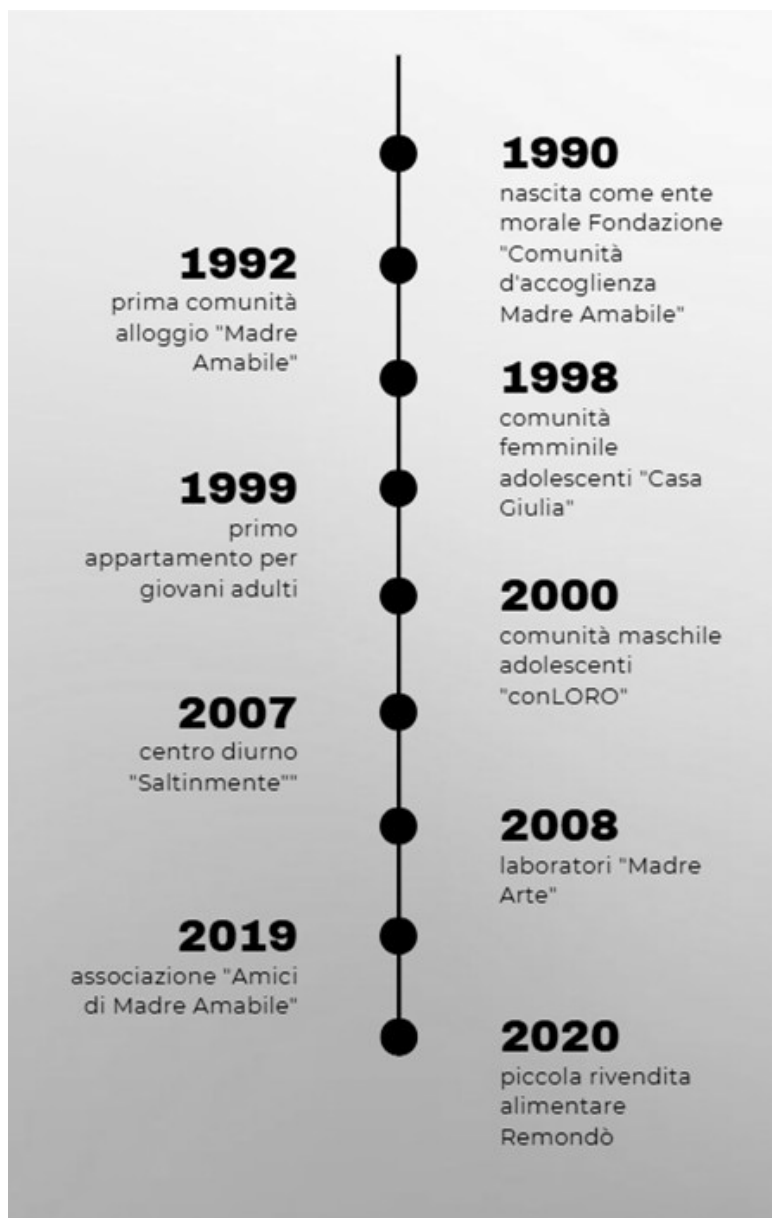 1990
nascita come ente
morale Fondazione
"Comunità
d'accoglienza
Madre Amabile"
1992
prima comunità
alloggio "Madre
Amabile"
1998
comunità
femminile
adolescenti "Casa
Giulia"
1999
primo
appartamento per
giovani adulti
2000
comunità maschile
adolescenti
"conLORO"
2007
centro diurno
"Saltinmente""
2008
laboratori "Madre
Arte"
2019
associazione "Amici
di Madre Amabile"
2020
piccola rivendita
alimentare
Remondò